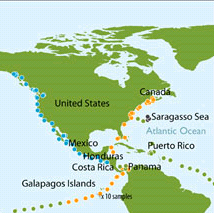 Canada
United States
Saragasso Sea
Atlantic Ocean
Mexico
Puerto Rico
Honduras
Costa Rica
Panama
Galapagos Islands
x 10 samples